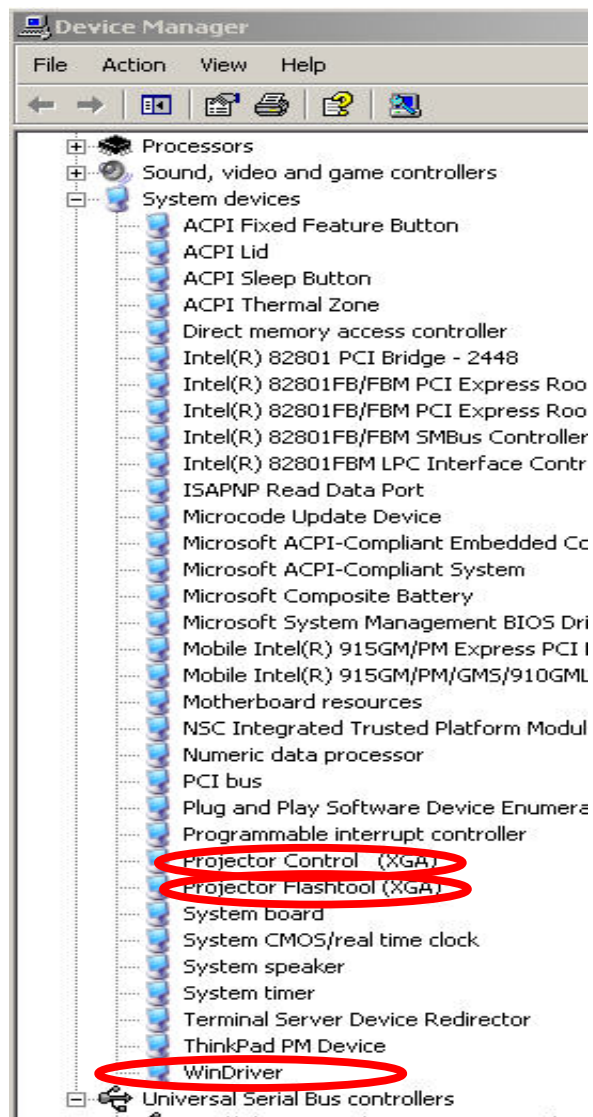 Device Manager
File Action View Help
Processors
Sound, video and game controllers
System devices
ACPI Fixed Feature Button
ACPI Lid
ACPI Sleep Button
ACPI Thermal Zone
Direct memory access controller
Intel(R) 82801 PCI Bridge - 2448
Intel(R) 82801FB/FBM PCI Express Roo
Intel(R) 82801FB/FBM PCI Express Roo
Intel(R) 82801FB/FBM SMBus Controller
Intel(R) 82801FBM LPC Interface Contr
ISAPNP Read Data Port
Microcode Update Device
Microsoft ACPI-Compliant Embedded Co
Microsoft ACPI-Compliant System
Microsoft Composite Battery
Microsoft System Management BIOS Dri
Mobile Intel(R) 915GM/PM Express PCI
Mobile Intel(R) 915GM/PM/GMS/910GML
Motherboard resources
NSC Integrated Trusted Platform Modul
Numeric data processor
PCI bus
Plug and Play Software Device Enumera
Programmable interrupt controller
Projector Control (XGA)
Projector Flashtool (XGA)
System board
System CMOS/real time clock
System speaker
System timer
Terminal Server Device Redirector
ThinkPad PM Device
WinDriver
Universal Serial Bus controllers